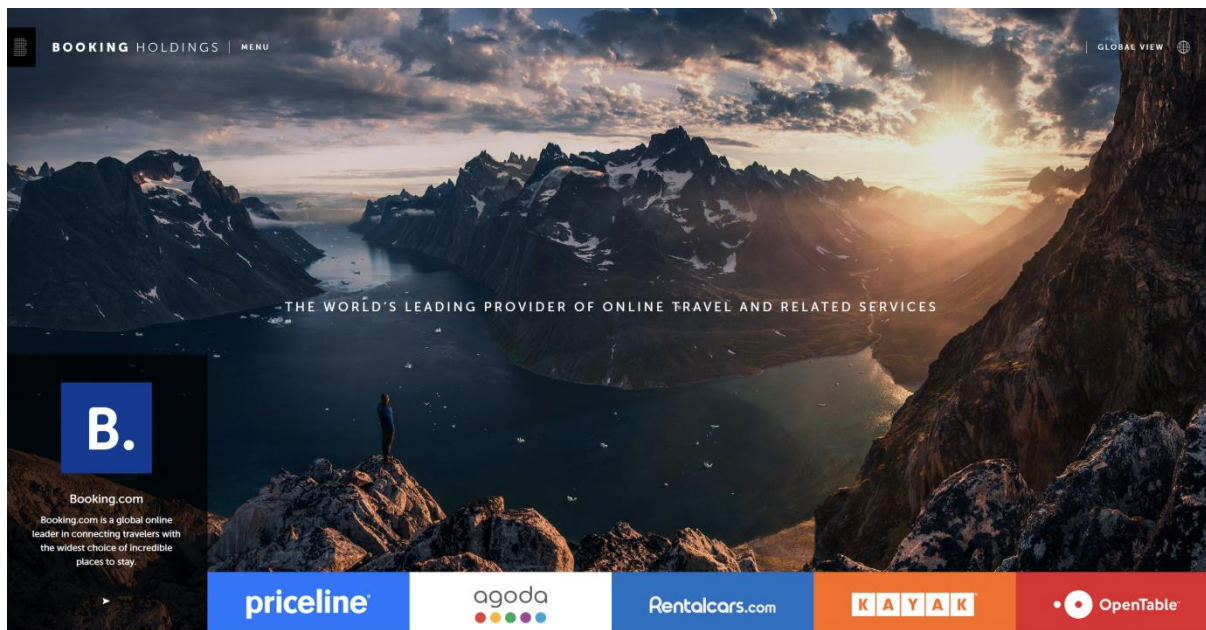 BOOKING HOLDINGS | MENU
GLOBAL VIEW
THE WORLD'S LEADING PROVIDER OF ONLINE TRAVEL AND RELATED SERVICES
B.
Booking.com
Booking.com is a global online
leader in connecting travelers with
the widest choice of incredible
places to stay.
priceline
agoda
Rentalcars.com
KAYAK
OpenTable